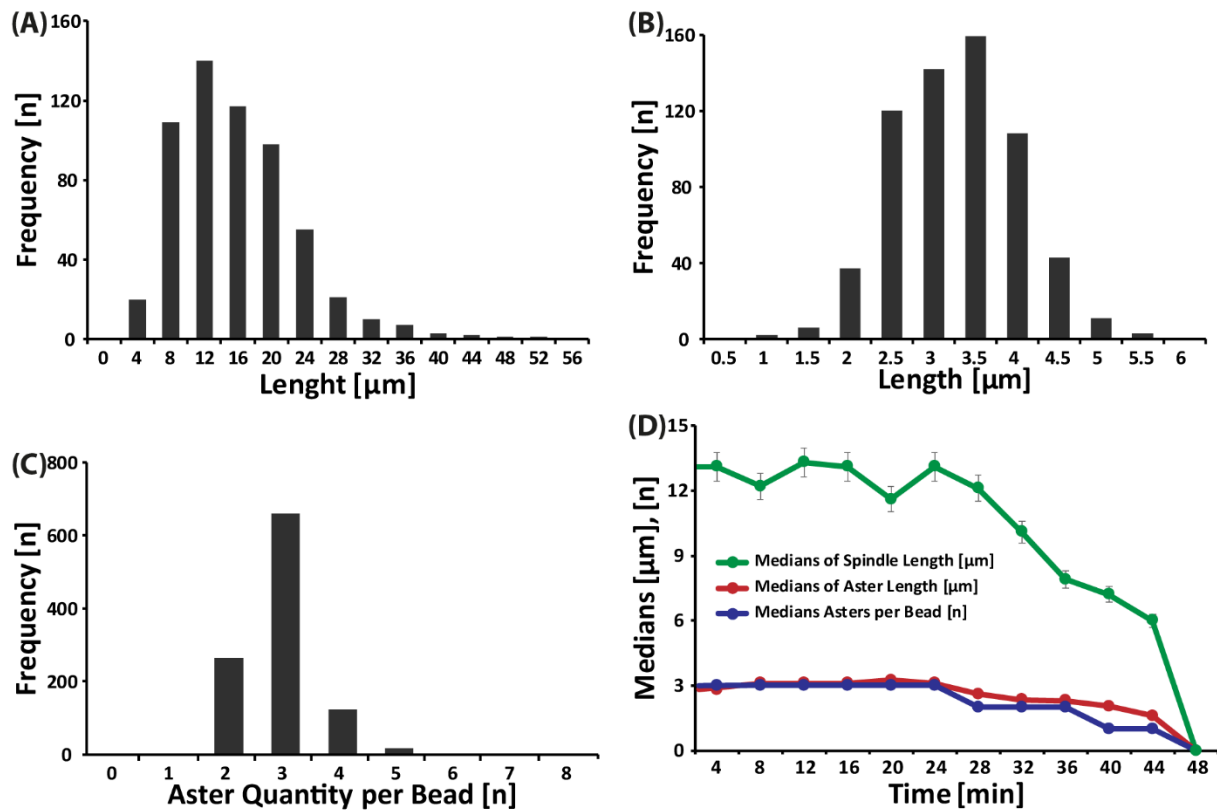 (A)
Frequency [n]
160
120
80
40
0
0 4 8 12 16 20 24 28 32 36 40 44 48 52 56
Lenght [µm]
(B)
Frequency [n]
160
120
80
40
0
0.5 1 1.5 2 2.5 3 3.5 4 4.5 5 5.5 6
Length [µm]
(C)
Frequency [n]
800
600
400
200
0
0 1 2 3 4 5 6 7 8
Aster Quantity per Bead [n]
(D)
Medians [µm], [n]
15
12
9
6
3
0
Medians of Spindle Length [µm]
Medians of Aster Length [µm]
Medians Asters per Bead [n]
4 8 12 16 20 24 28 32 36 40 44 48
Time [min]